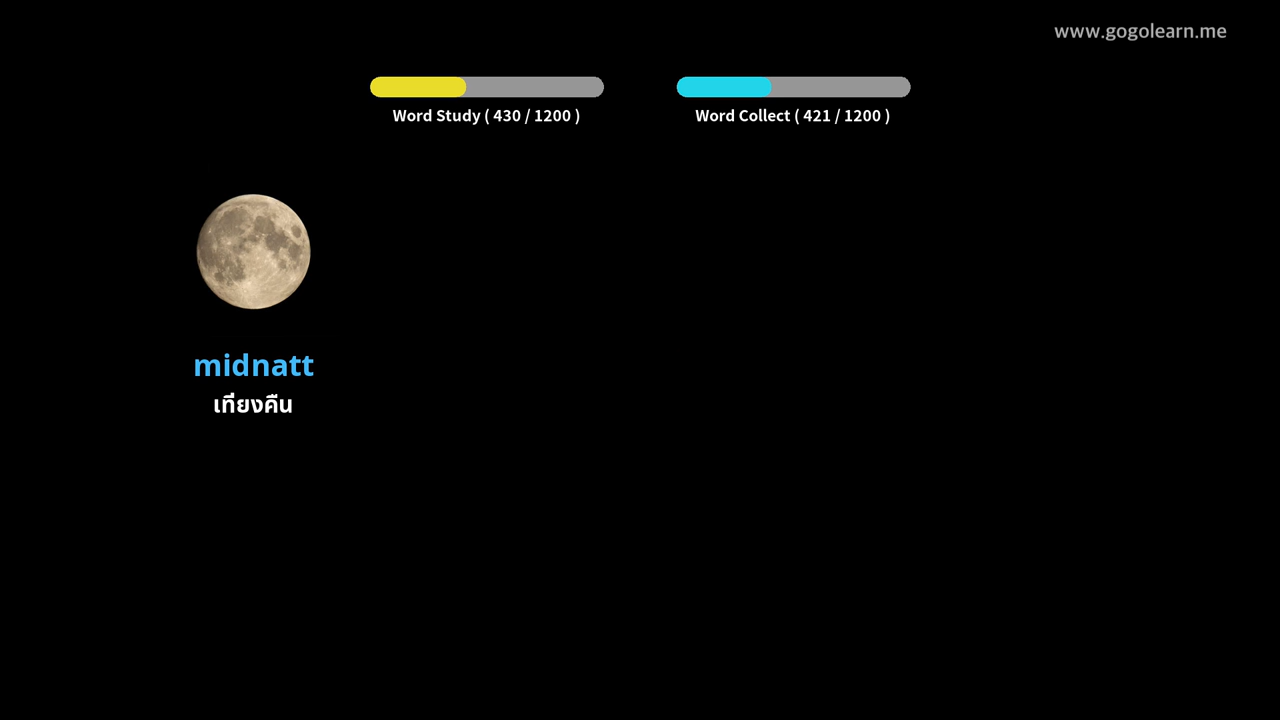 www.gogolearn.me
Word Study ( 430 / 1200 )
Word Collect ( 421 / 1200 )
midnatt
เที่ยงคืน